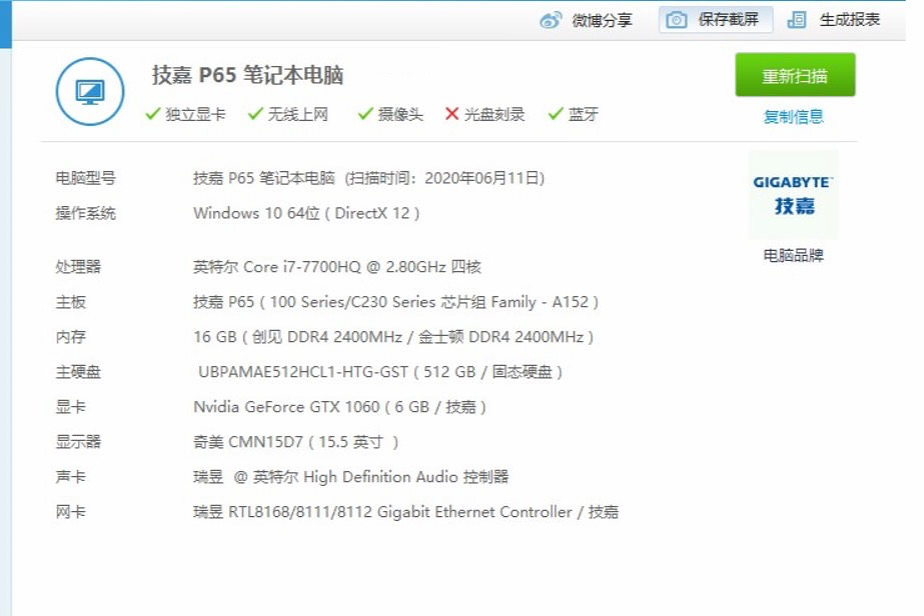 微博分享 保存截屏 生成报表
技嘉 P65 笔记本电脑
重新扫描
独立显卡 无线上网 摄像头 光盘刻录 蓝牙
复制信息
电脑型号 技嘉 P65 笔记本电脑 (扫描时间：2020年06月11日)
GIGABYTE™
技嘉
操作系统 Windows 10 64位 ( DirectX 12 )
电脑品牌
处理器 英特尔 Core i7-7700HQ @ 2.80GHz 四核
主板 技嘉 P65 ( 100 Series/C230 Series 芯片组 Family - A152 )
内存 16 GB ( 创见 DDR4 2400MHz / 金士顿 DDR4 2400MHz )
主硬盘 UBPAMAE512HCL1-HTG-GST ( 512 GB / 固态硬盘 )
显卡 Nvidia GeForce GTX 1060 ( 6 GB / 技嘉 )
显示器 奇美 CMN15D7 ( 15.5 英寸 )
声卡 瑞昱 @ 英特尔 High Definition Audio 控制器
网卡 瑞昱 RTL8168/8111/8112 Gigabit Ethernet Controller / 技嘉